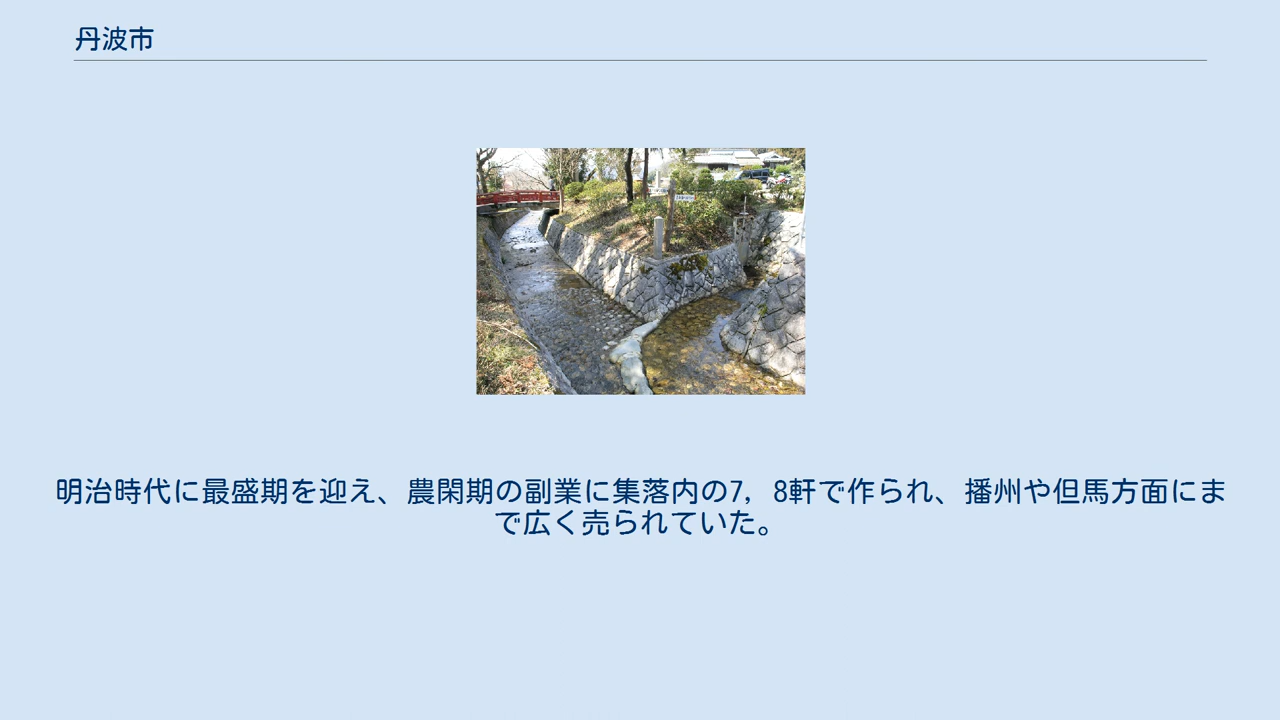 丹波市
明治時代に最盛期を迎え、農閑期の副業に集落内の7，8軒で作られ、播州や但馬方面にま
で広く売られていた。